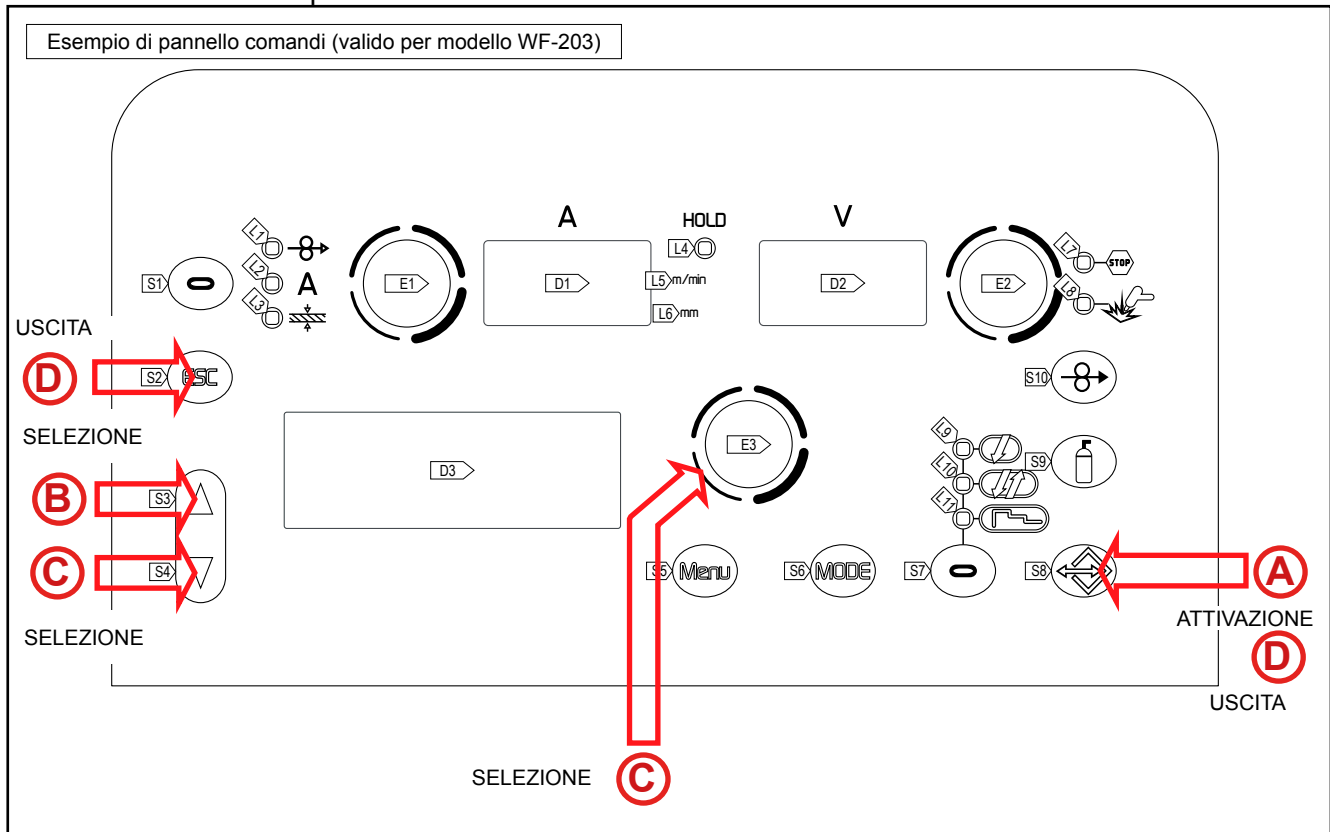 Esempio di pannello comandi (valido per modello WF-203)
A HOLD V
L1
L4
L7
STOP
L2 A
S1 E1 D1 L5 m/min D2 E2
L8
L3
L6 mm
USCITA
D S2 ESC S10
SELEZIONE
L9
E3
L10 S9
D3
B S3
L11
C S4 S5 Menu S6 MODE S7 S8 A
ATTIVAZIONE
SELEZIONE
D
USCITA
SELEZIONE C